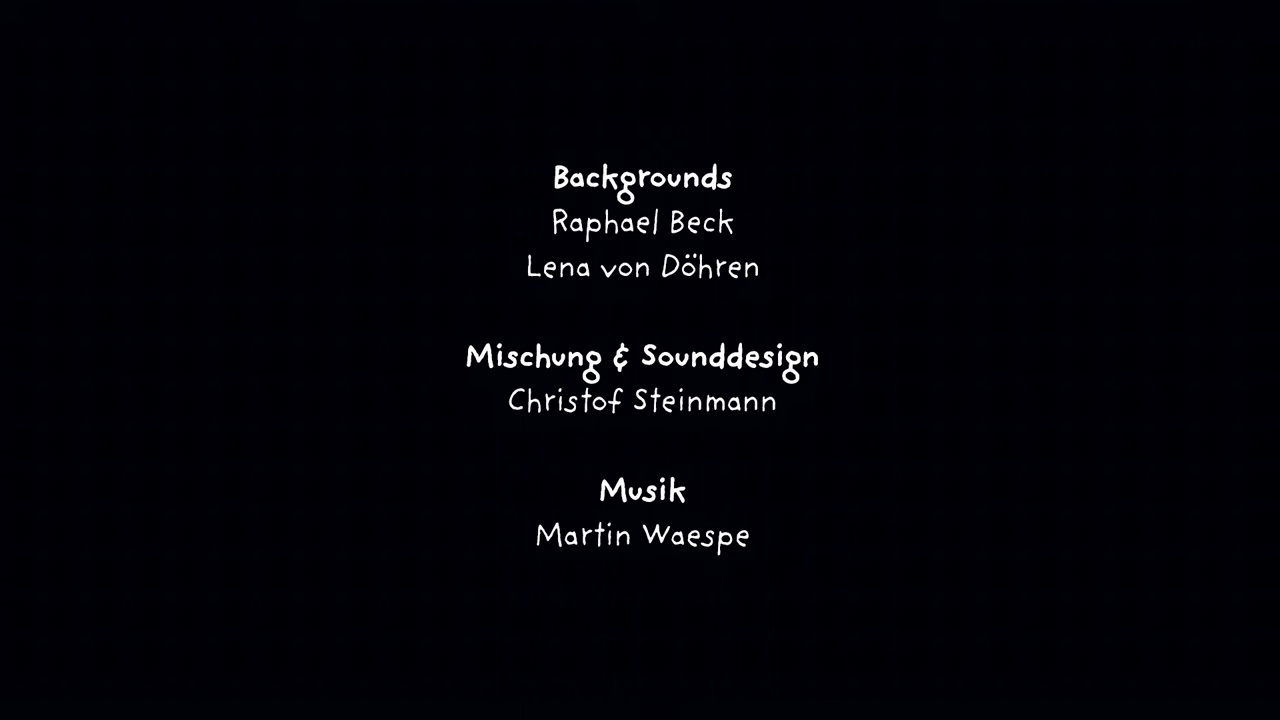 Backgrounds
Raphael Beck
Lena von Döhren
Mischung & Sounddesign
Christof Steinmann
Musik
Martin Waespe